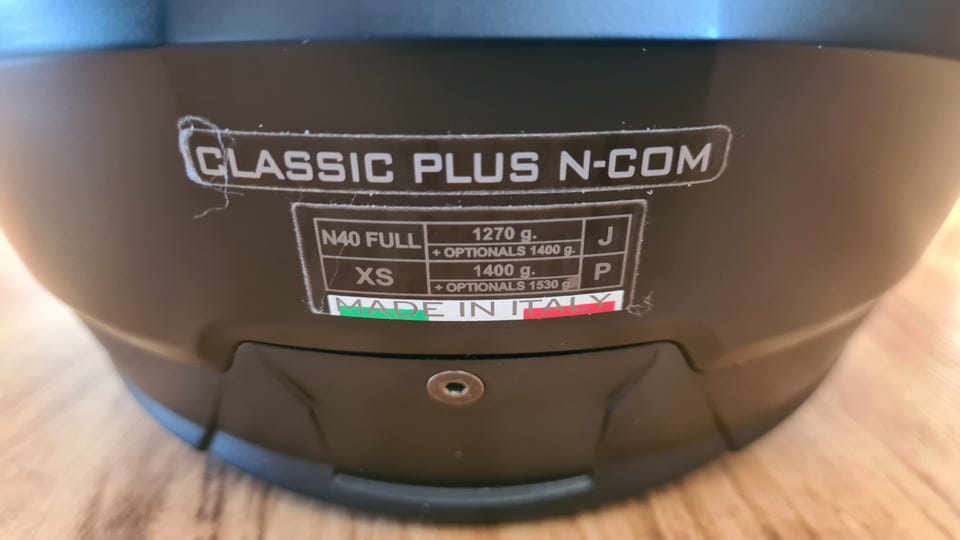 CLASSIC PLUS N-COM
N40 FULL 1270 g. J
+ OPTIONALS 1400 g.
XS 1400 g. P
+ OPTIONALS 1530 g.
MADE IN ITALY